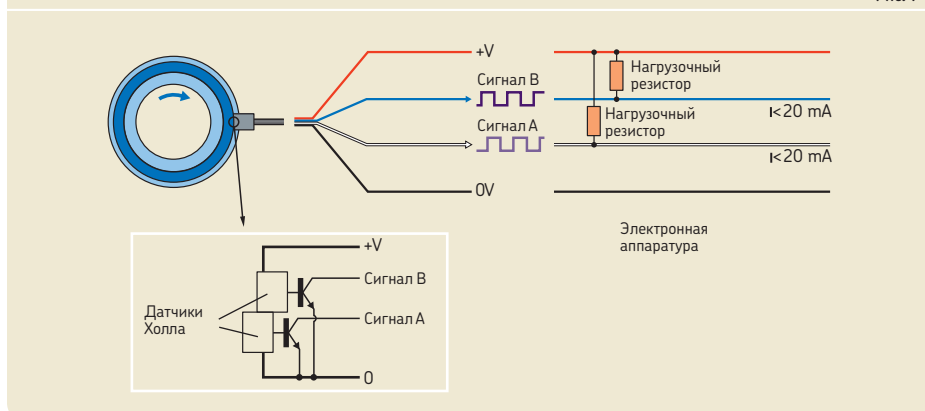 +V
Сигнал B
Нагрузочный
резистор
I<20 mA
Сигнал A
Нагрузочный
резистор
I<20 mA
0V
Электронная
аппаратура
+V
Сигнал B
Датчики
Холла
Сигнал A
0